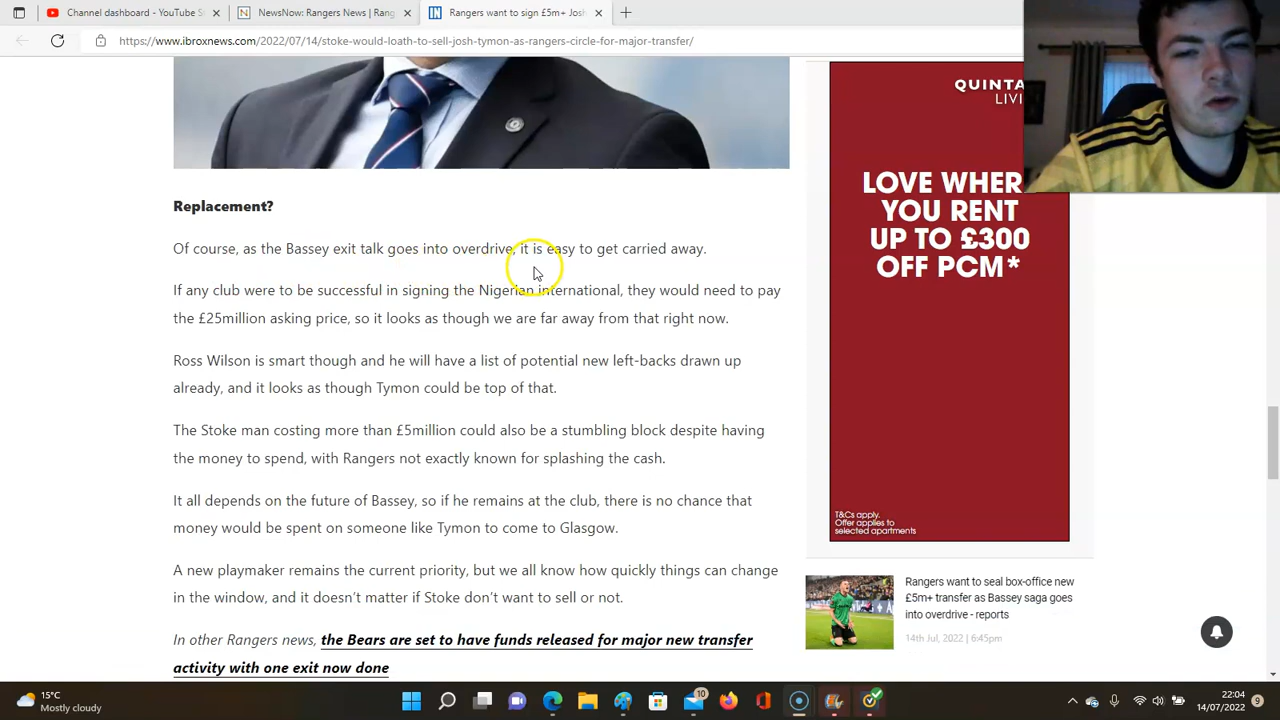 Channel dashboard - YouTube St
NewsNow: Rangers News | Rang
Rangers want to sign £5m+ Josh
https://www.ibroxnews.com/2022/07/14/stoke-would-loath-to-sell-josh-tymon-as-rangers-circle-for-major-transfer/
Replacement?
Of course, as the Bassey exit talk goes into overdrive, it is easy to get carried away.
If any club were to be successful in signing the Nigerian international, they would need to pay
the £25million asking price, so it looks as though we are far away from that right now.
Ross Wilson is smart though and he will have a list of potential new left-backs drawn up
already, and it looks as though Tymon could be top of that.
The Stoke man costing more than £5million could also be a stumbling block despite having
the money to spend, with Rangers not exactly known for splashing the cash.
It all depends on the future of Bassey, so if he remains at the club, there is no chance that
money would be spent on someone like Tymon to come to Glasgow.
A new playmaker remains the current priority, but we all know how quickly things can change
in the window, and it doesn't matter if Stoke don't want to sell or not.
In other Rangers news, the Bears are set to have funds released for major new transfer
activity with one exit now done
QUINTA
LIVI
LOVE WHER
YOU RENT
UP TO £300
OFF PCM*
T&Cs apply.
Offer applies to
selected apartments
Rangers want to seal box-office new
£5m+ transfer as Bassey saga goes
into overdrive - reports
14th Jul, 2022 | 6:45pm
15°C
Mostly cloudy
10
22:04
14/07/2022
9